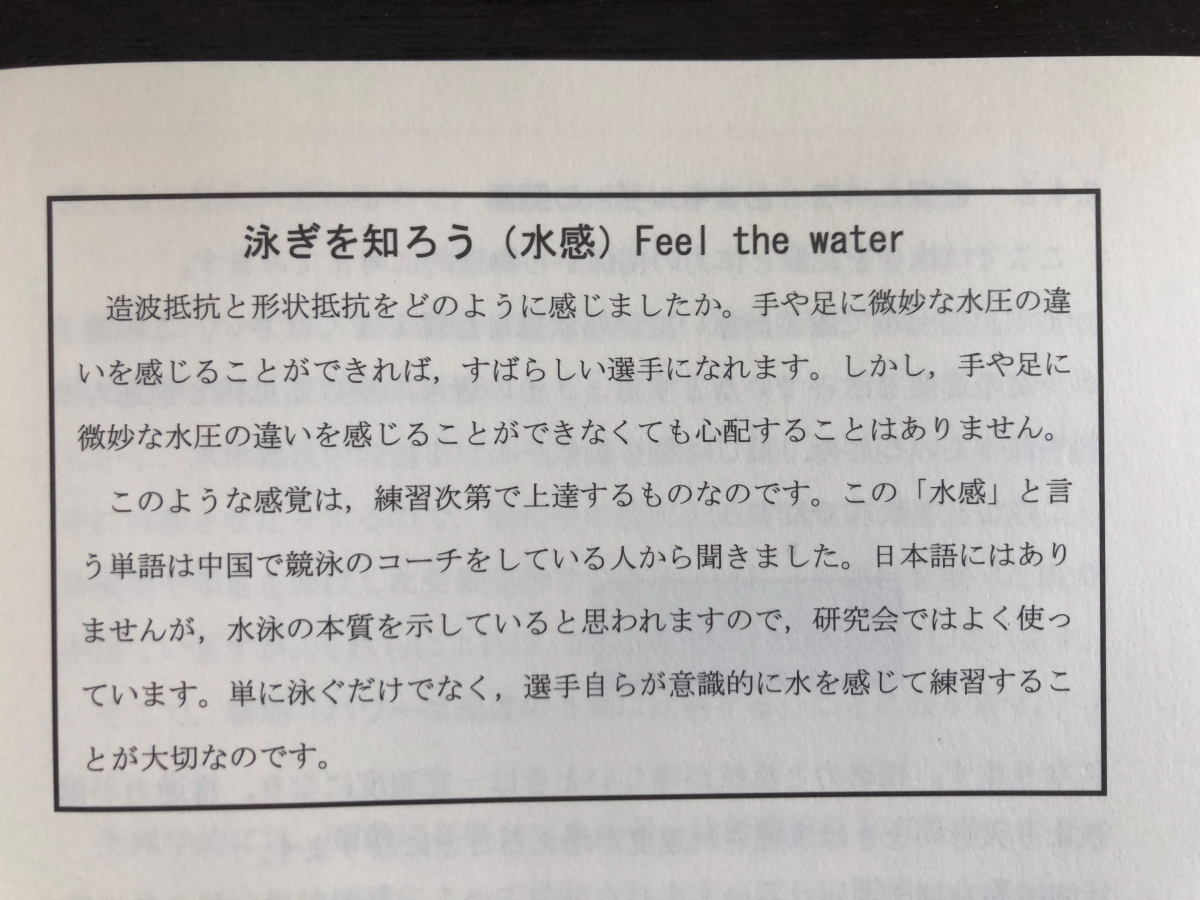 泳ぎを知ろう（水感）Feel the water
造波抵抗と形状抵抗をどのように感じましたか。手や足に微妙な水圧の違
いを感じることができれば，すばらしい選手になれます。しかし，手や足に
微妙な水圧の違いを感じることができなくても心配することはありません。
このような感覚は，練習次第で上達するものなのです。この「水感」と言
う単語は中国で競泳のコーチをしている人から聞きました。日本語にはあり
ませんが，水泳の本質を示していると思われますので，研究会ではよく使っ
ています。単に泳ぐだけでなく，選手自らが意識的に水を感じて練習するこ
とが大切なのです。